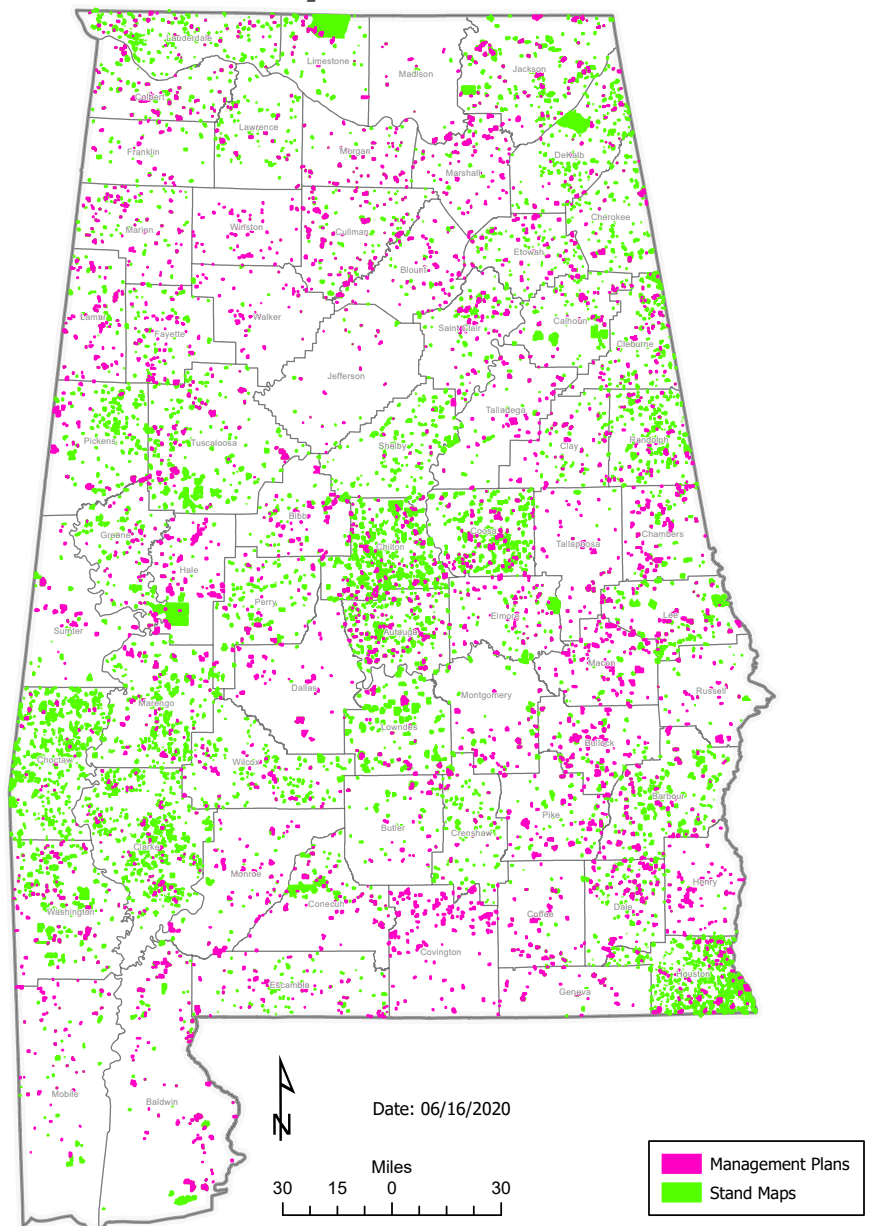 Lauderdale
Limestone
Madison
Jackson
Colbert
Lawrence
Franklin
Morgan
Marshall
DeKalb
Cherokee
Marion
Winston
Cullman
Etowah
Blount
Lamar
Fayette
Walker
Saint Clair
Calhoun
Cleburne
Jefferson
Talladega
Pickens
Tuscaloosa
Shelby
Clay
Randolph
Bibb
Greene
Chilton
Coosa
Tallapoosa
Chambers
Hale
Perry
Elmore
Lee
Sumter
Autauga
Macon
Dallas
Montgomery
Russell
Marengo
Lowndes
Bullock
Choctaw
Wilcox
Barbour
Butler
Crenshaw
Pike
Clarke
Monroe
Henry
Washington
Conecuh
Coffee
Dale
Covington
Houston
Escambia
Geneva
Mobile
Baldwin
N
Date: 06/16/2020
Miles
30 15 0 30
Management Plans
Stand Maps